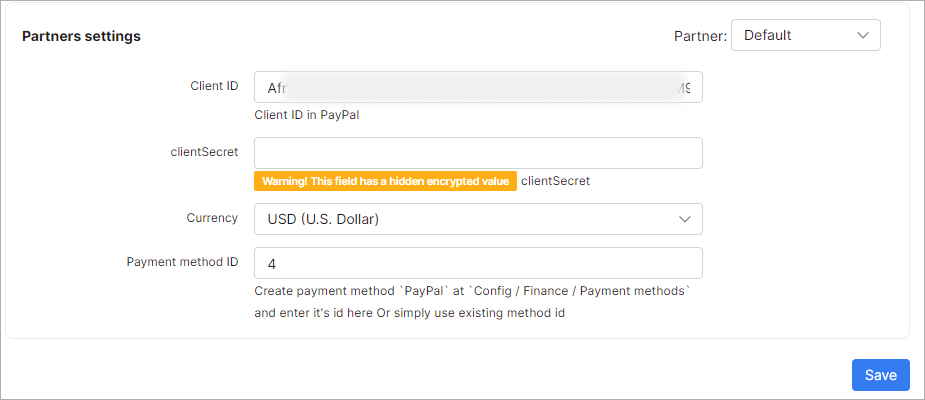 Partners settings
Partner: Default
Client ID
Client ID in PayPal
clientSecret
Warning! This field has a hidden encrypted value clientSecret
Currency
USD (U.S. Dollar)
Payment method ID
4
Create payment method `PayPal` at `Config / Finance / Payment methods`
and enter it's id here Or simply use existing method id
Save